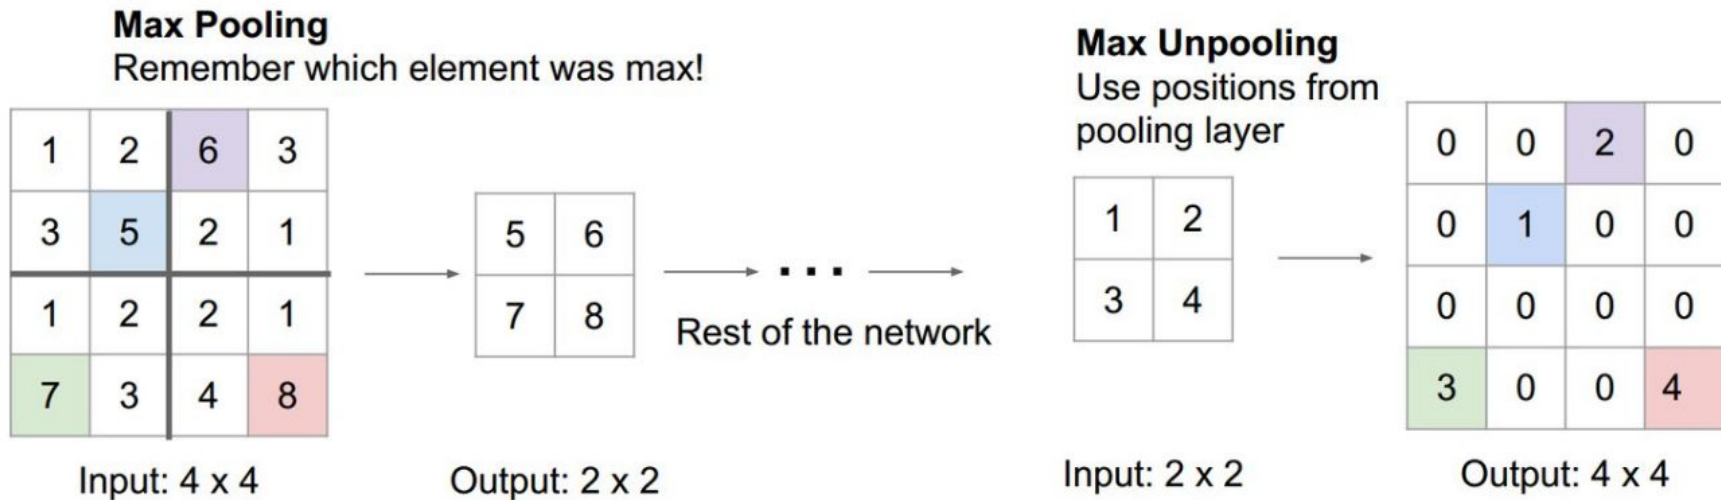 Max Pooling
Remember which element was max!
1 2 6 3
3 5 2 1
1 2 2 1
7 3 4 8
Input: 4 x 4
5 6
7 8
Output: 2 x 2
...
Rest of the network
Max Unpooling
Use positions from
pooling layer
1 2
3 4
Input: 2 x 2
0 0 2 0
0 1 0 0
0 0 0 0
3 0 0 4
Output: 4 x 4